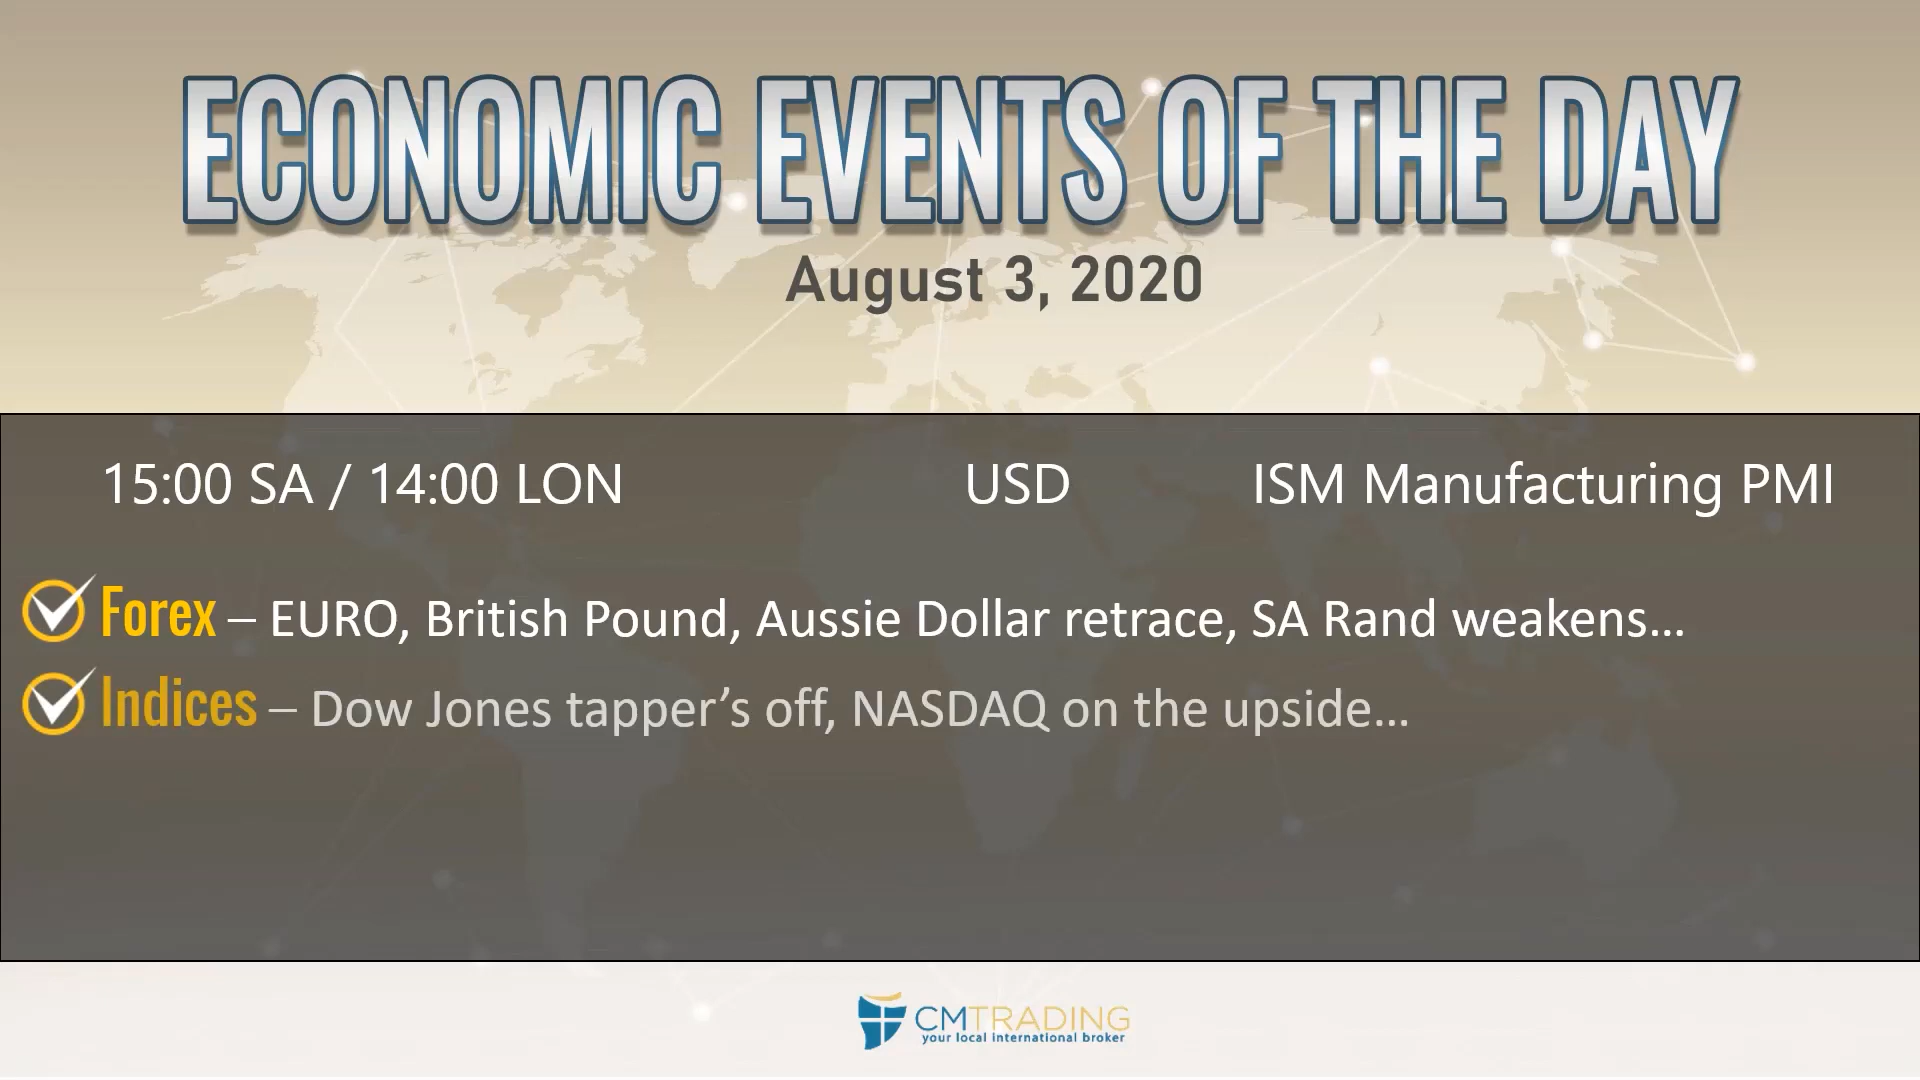 ECONOMIC EVENTS OF THE DAY
August 3, 2020
15:00 SA / 14:00 LON USD ISM Manufacturing PMI
Forex – EURO, British Pound, Aussie Dollar retrace, SA Rand weakens...
Indices – Dow Jones tapper’s off, NASDAQ on the upside...
CMTRADING
your local international broker